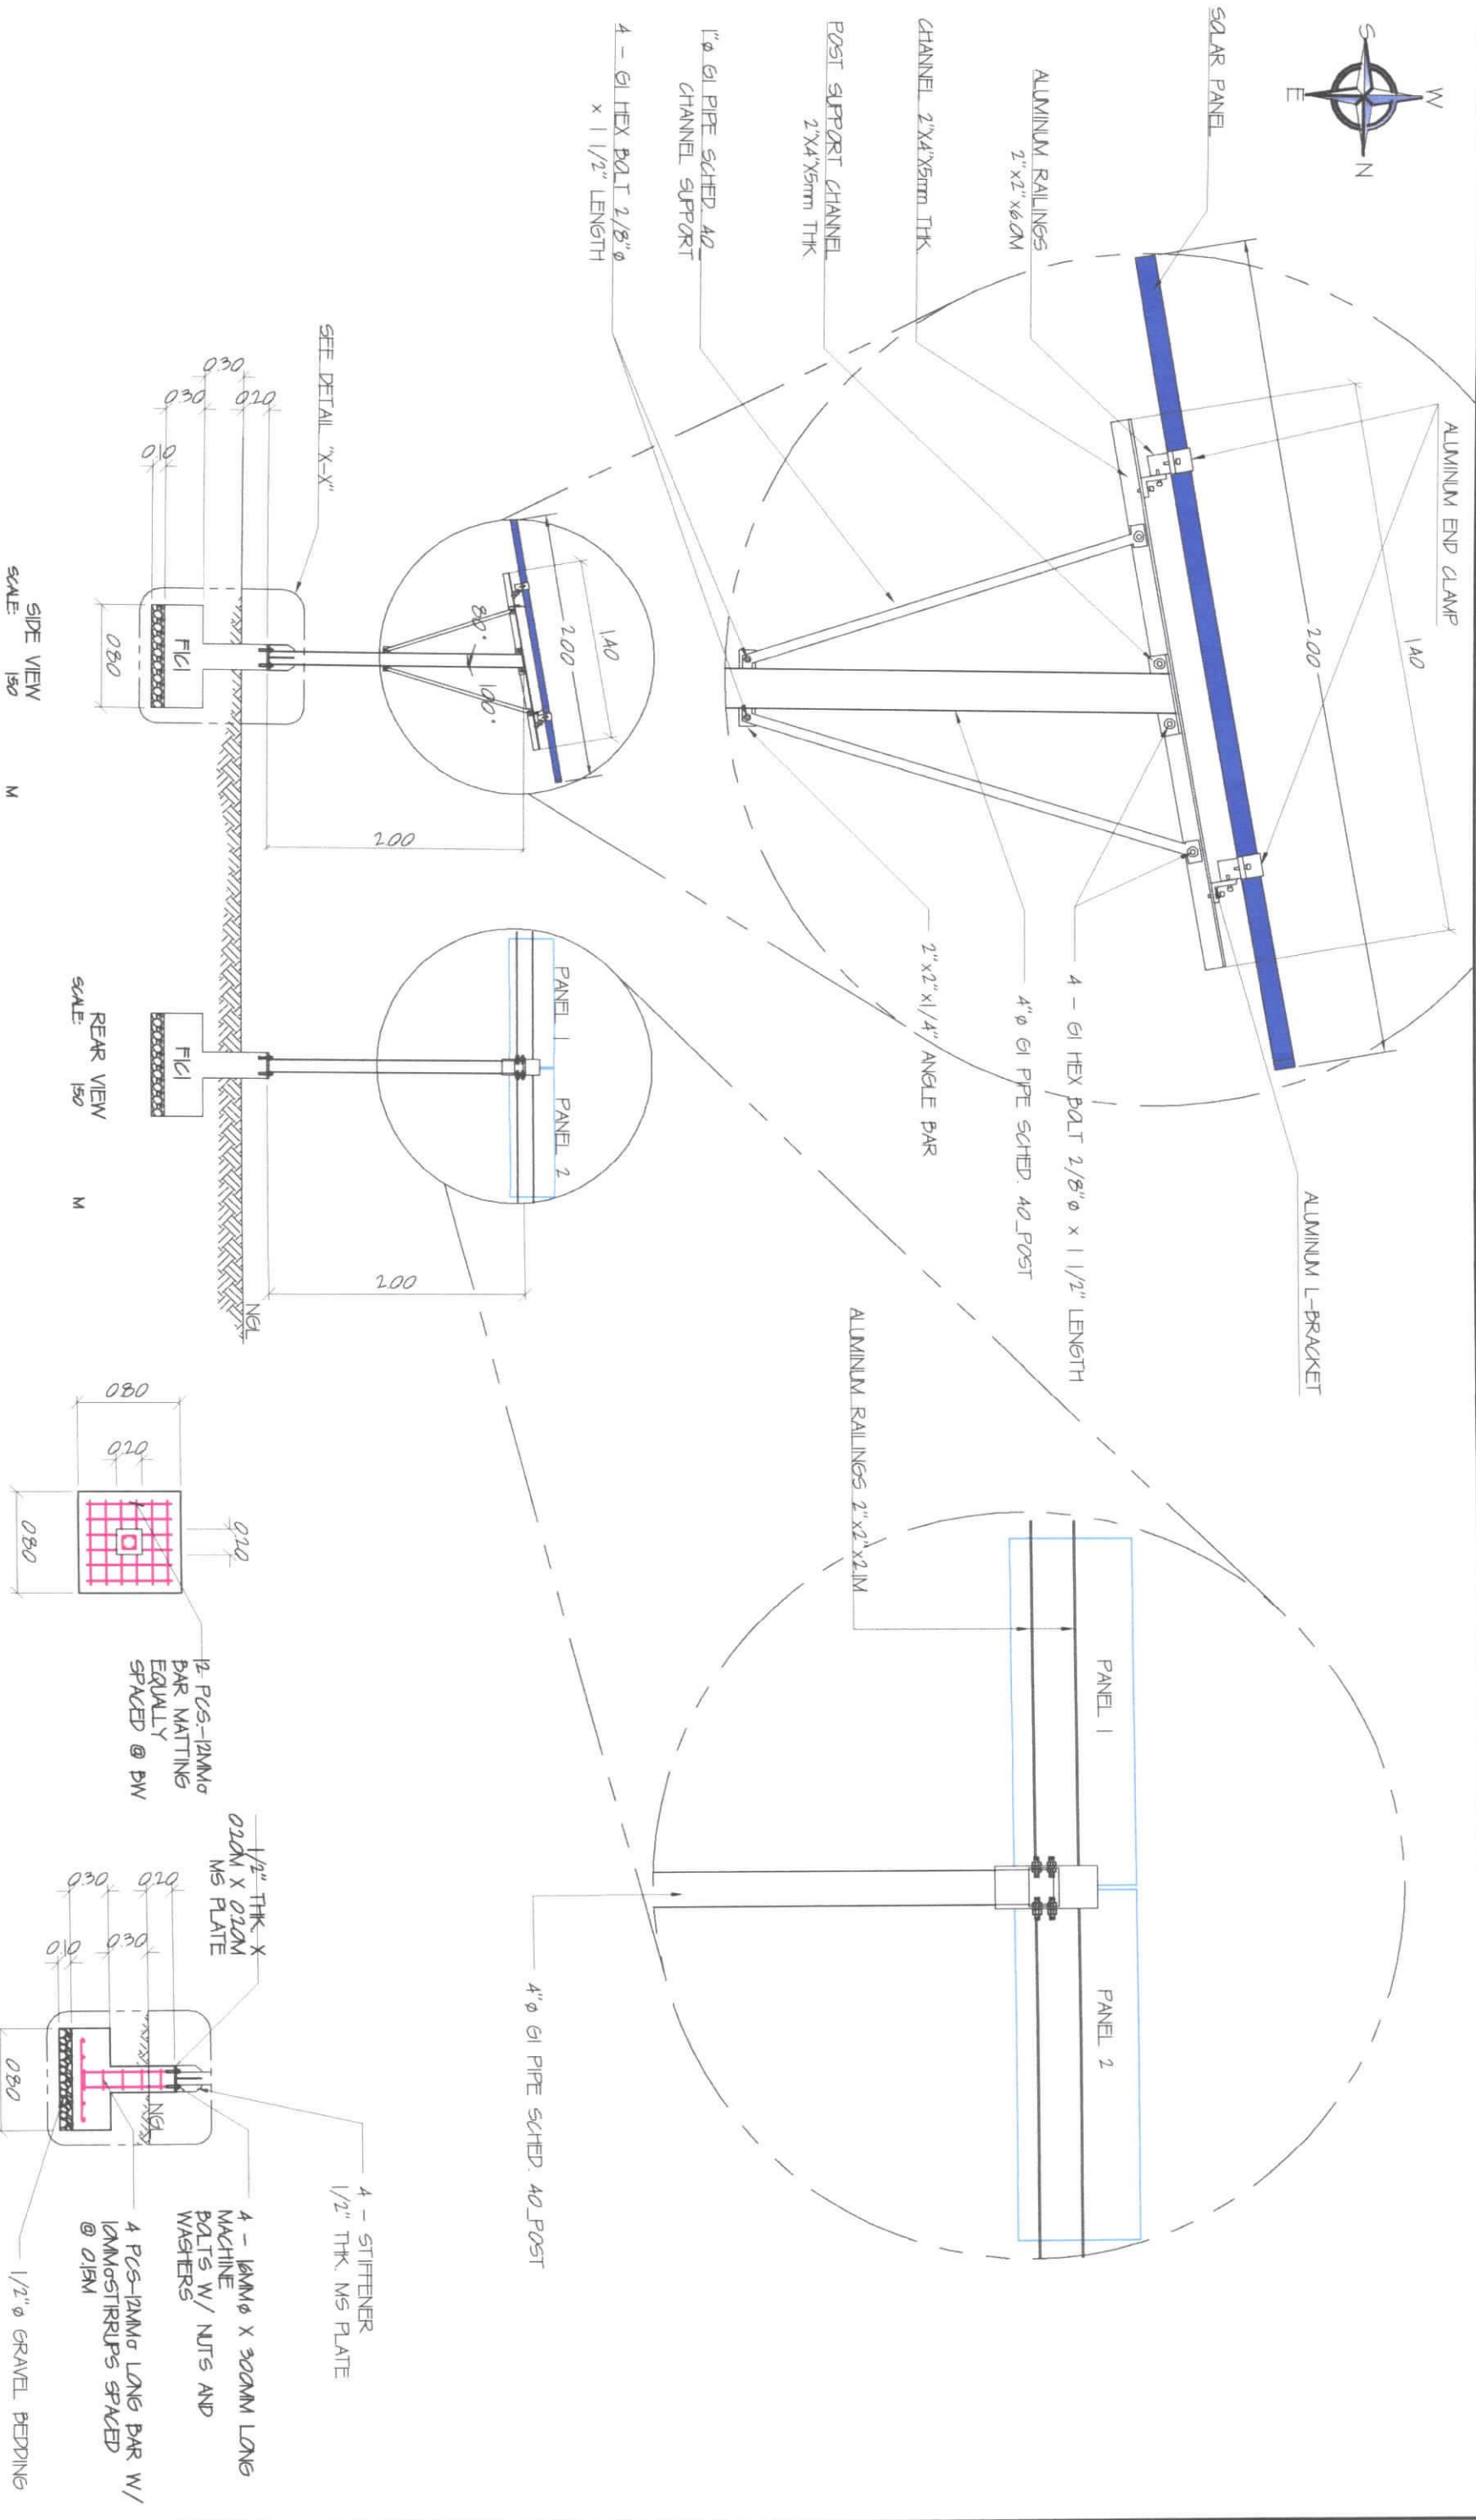 S
W
E
N
SOLAR PANEL
ALUMINUM RAILINGS
2"x2"x6.0M
CHANNEL 2"X4"X5mm THK
POST SUPPORT CHANNEL
2"X4"X5mm THK
1"ø GI PIPE SCHED. 40_
CHANNEL SUPPORT
4 - GI HEX BOLT 2/8"ø
x 1 1/2" LENGTH
ALUMINUM END CLAMP
2.00
1.40
ALUMINUM L-BRACKET
4 - GI HEX BOLT 2/8"ø x 1 1/2" LENGTH
4"ø GI PIPE SCHED. 40_POST
2"x2"x1/4" ANGLE BAR
ALUMINUM RAILINGS 2"x2"x2.1M
PANEL 1
PANEL 2
4"ø GI PIPE SCHED. 40_POST
SEE DETAIL "X-X"
1.40
2.00
80°
100°
2.00
0.20
0.30
0.30
0.10
F1C1
0.80
SIDE VIEW
SCALE: 1:50 M
PANEL 1
PANEL 2
2.00
NGL
F1C1
REAR VIEW
SCALE: 1:50 M
0.80
0.20
0.20
0.80
12 PCS.-12MMø
BAR MATTING
EQUALLY
SPACED @ BW
1/2" THK. X
0.20M X 0.20M
MS PLATE
0.20
0.30
0.30
0.10
NGL
0.80
4 - STIFFENER
1/2" THK. MS PLATE
4 - 16MMø X 300MM LONG
MACHINE
BOLTS W/ NUTS AND
WASHERS
4 PCS-12MMø LONG BAR W/
10MMøSTIRRUPS SPACED
@ 0.15M
1/2"ø GRAVEL BEDDING